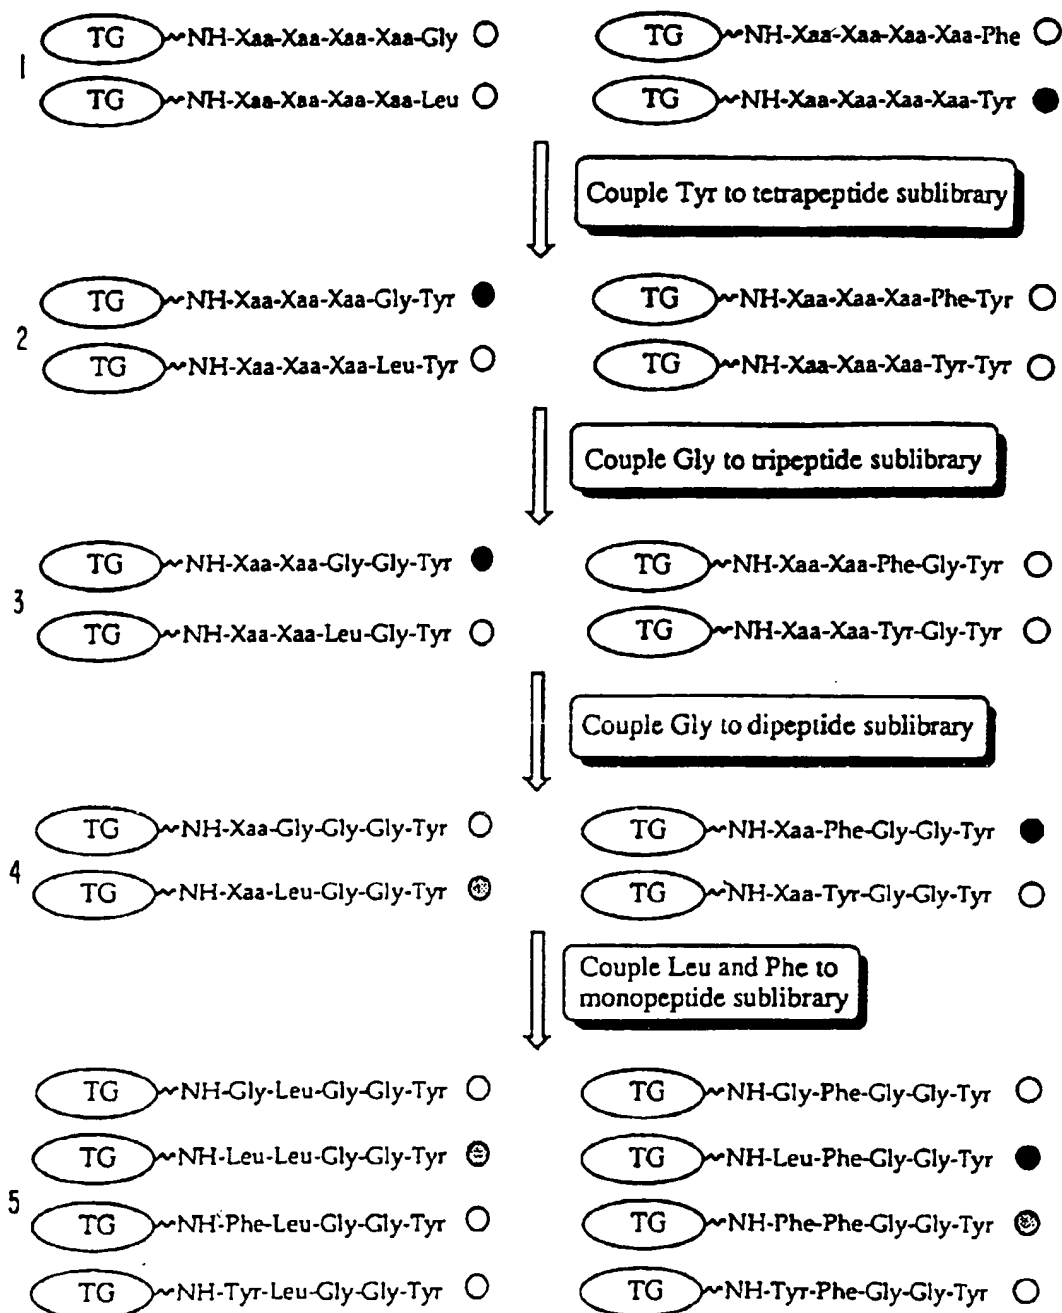 TG ~NH-Xaa-Xaa-Xaa-Xaa-Gly
TG ~NH-Xaa-Xaa-Xaa-Xaa-Phe
1
TG ~NH-Xaa-Xaa-Xaa-Xaa-Leu
TG ~NH-Xaa-Xaa-Xaa-Xaa-Tyr
Couple Tyr to tetrapeptide sublibrary
TG ~NH-Xaa-Xaa-Xaa-Gly-Tyr
TG ~NH-Xaa-Xaa-Xaa-Phe-Tyr
2
TG ~NH-Xaa-Xaa-Xaa-Leu-Tyr
TG ~NH-Xaa-Xaa-Xaa-Tyr-Tyr
Couple Gly to tripeptide sublibrary
TG ~NH-Xaa-Xaa-Gly-Gly-Tyr
TG ~NH-Xaa-Xaa-Phe-Gly-Tyr
3
TG ~NH-Xaa-Xaa-Leu-Gly-Tyr
TG ~NH-Xaa-Xaa-Tyr-Gly-Tyr
Couple Gly to dipeptide sublibrary
TG ~NH-Xaa-Gly-Gly-Gly-Tyr
TG ~NH-Xaa-Phe-Gly-Gly-Tyr
4
TG ~NH-Xaa-Leu-Gly-Gly-Tyr
TG ~NH-Xaa-Tyr-Gly-Gly-Tyr
Couple Leu and Phe to
monopeptide sublibrary
TG ~NH-Gly-Leu-Gly-Gly-Tyr
TG ~NH-Gly-Phe-Gly-Gly-Tyr
TG ~NH-Leu-Leu-Gly-Gly-Tyr
TG ~NH-Leu-Phe-Gly-Gly-Tyr
5
TG ~NH-Phe-Leu-Gly-Gly-Tyr
TG ~NH-Phe-Phe-Gly-Gly-Tyr
TG ~NH-Tyr-Leu-Gly-Gly-Tyr
TG ~NH-Tyr-Phe-Gly-Gly-Tyr